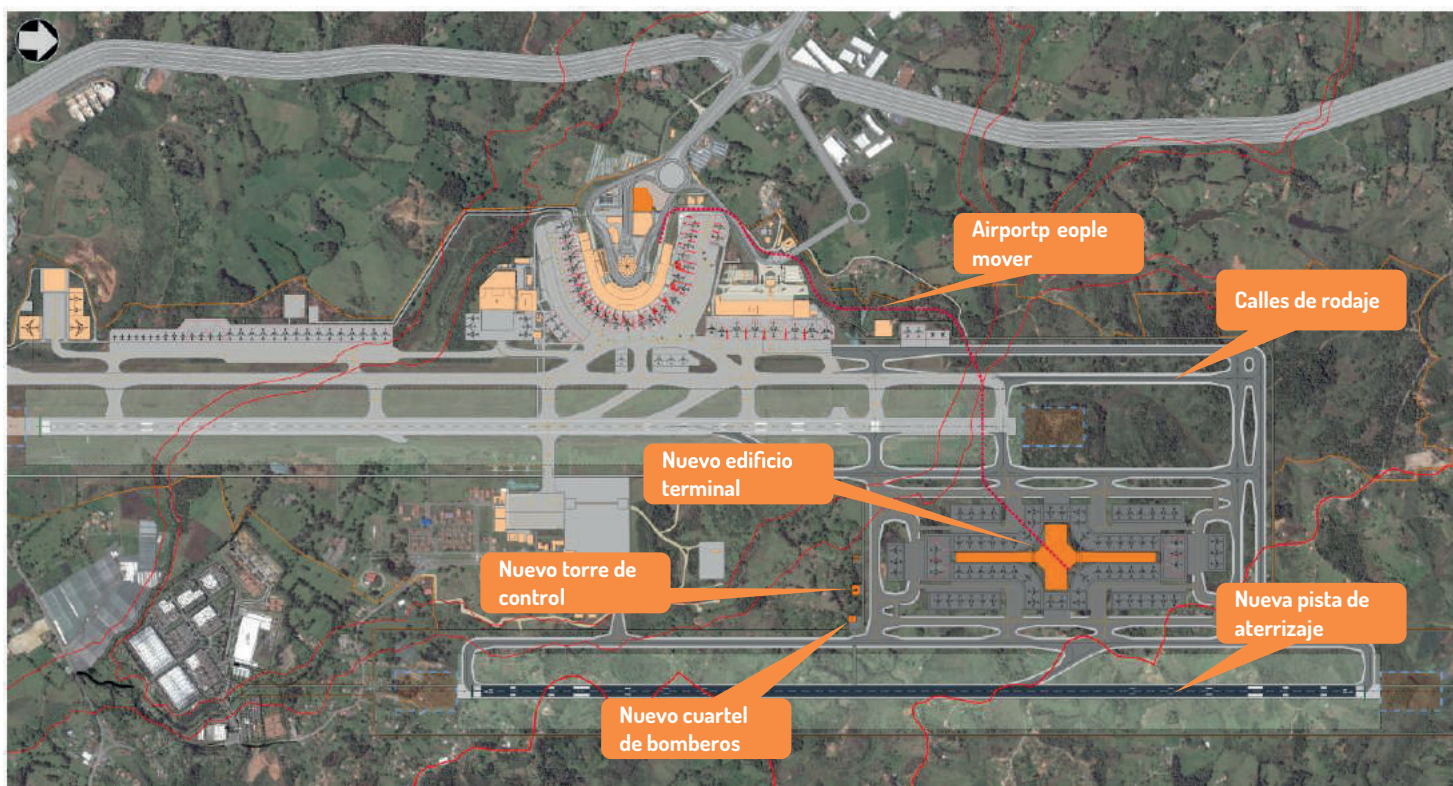 Airportp eople
mover
Calles de rodaje
Nuevo edificio
terminal
Nuevo torre de
control
Nueva pista de
aterrizaje
Nuevo cuartel
de bomberos